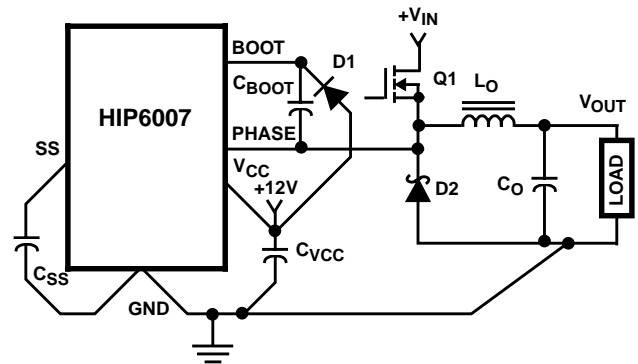 +VIN
BOOT
D1
CBOOT
Q1
LO
HIP6007
VOUT
SS
PHASE
VCC
+12V
D2
CO
LOAD
CSS
CVCC
GND